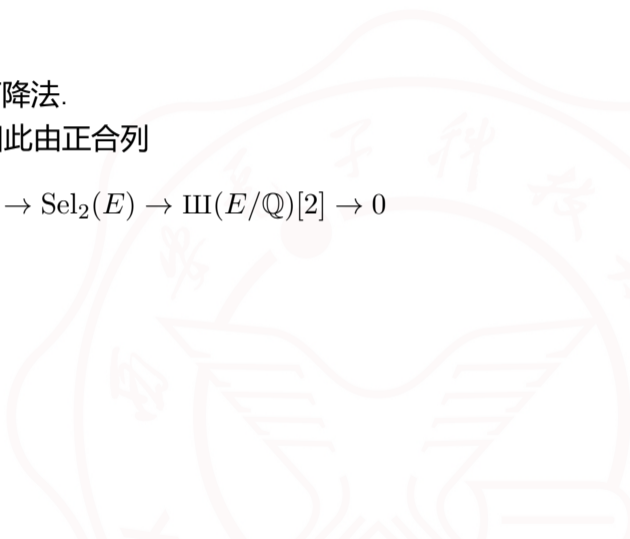 降法.
此由正合列
→ Sel₂(E) → Ш(E/ℚ)[2] → 0